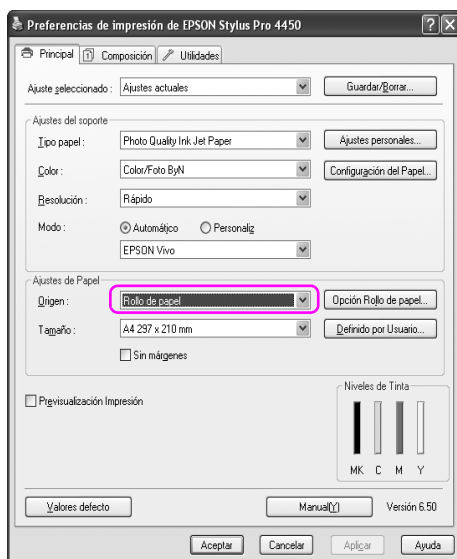 Preferencias de impresión de EPSON Stylus Pro 4450
Principal Composición Utilidades
Ajuste seleccionado : Ajustes actuales Guardar/Borrar...
Ajustes del soporte
Tipo papel : Photo Quality Ink Jet Paper Ajustes personales...
Color : Color/Foto ByN Configuración del Papel...
Resolución : Rápido
Modo : Automático Personaliz
EPSON Vivo
Ajustes de Papel
Origen : Rollo de papel Opción Rollo de papel...
Tamaño : A4 297 x 210 mm Definido por Usuario...
Sin márgenes
Previsualización Impresión
Niveles de Tinta
MK C M Y
Valores defecto Manual(Y) Versión 6.50
Aceptar Cancelar Aplicar Ayuda